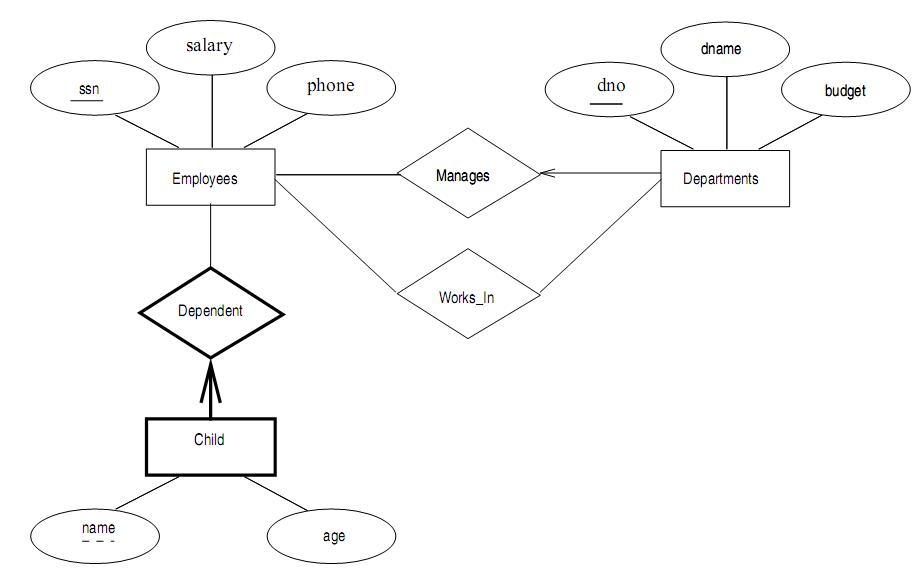 salary
ssn
phone
dname
dno
budget
Employees
Manages
Departments
Works_In
Dependent
Child
name
age